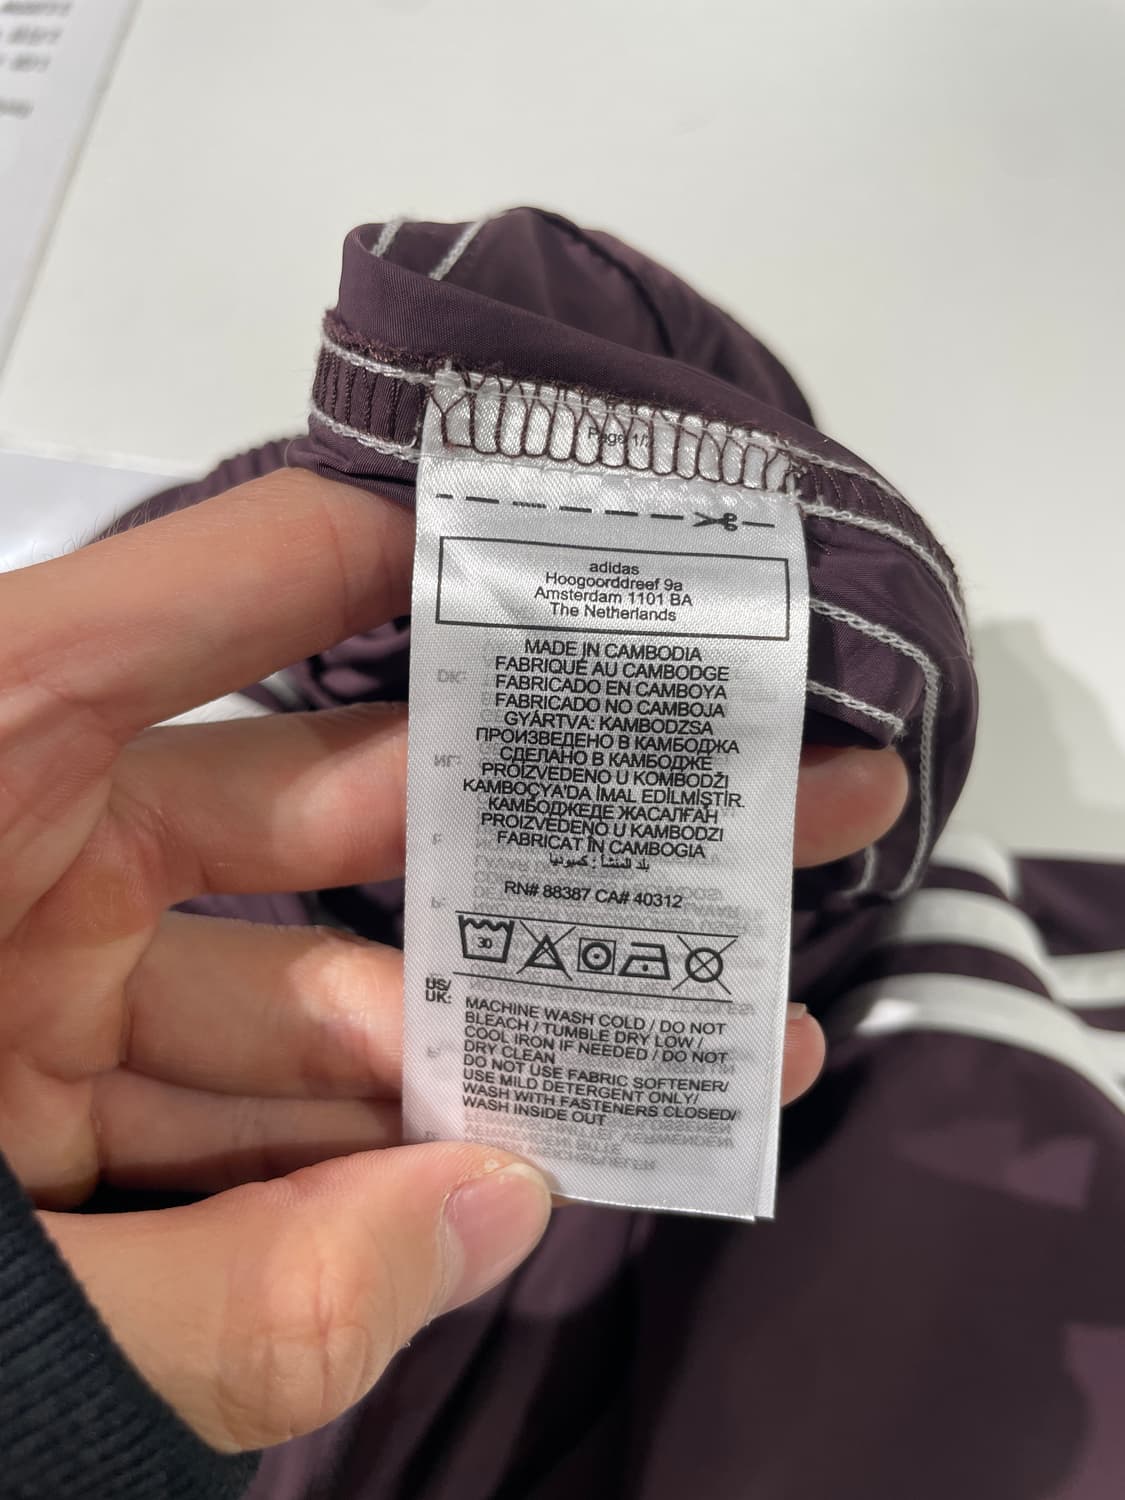 adidas
Hoogoorddreef 9a
Amsterdam 1101 BA
The Netherlands
MADE IN CAMBODIA
FABRIQUÉ AU CAMBODGE
FABRICADO EN CAMBOYA
FABRICADO NO CAMBOJA
GYÁRTVA: KAMBODZSA
ПРОИЗВЕДЕНО В КАМБОДЖА
СДЕЛАНО В КАМБОДЖЕ
PROIZVEDENO U KOMBODŽI
KAMBOÇYA'DA İMAL EDİLMİŞTİR.
КАМБОДЖЕДЕ ЖАСАЛҒАН
PROIZVEDENO U KAMBODZI
FABRICAT ÎN CAMBOGIA
بلد المنشأ : كمبوديا
RN# 88387 CA# 40312
30
US/
UK:
MACHINE WASH COLD / DO NOT
BLEACH / TUMBLE DRY LOW /
COOL IRON IF NEEDED / DO NOT
DRY CLEAN
DO NOT USE FABRIC SOFTENER/
USE MILD DETERGENT ONLY/
WASH WITH FASTENERS CLOSED/
WASH INSIDE OUT